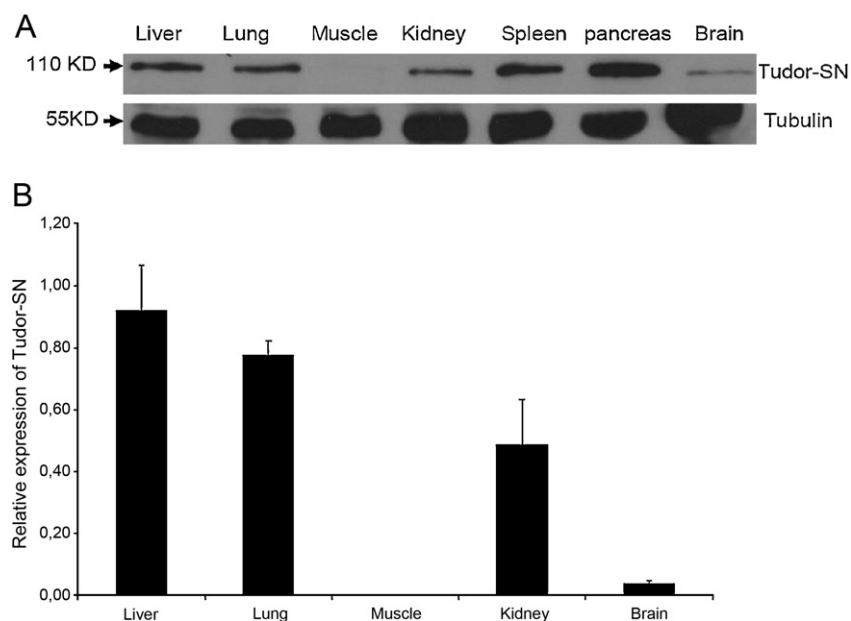 A
Liver Lung Muscle Kidney Spleen pancreas Brain
110 KD Tudor-SN
55KD Tubulin
B
Relative expression of Tudor-SN
1,20
1,00
0,80
0,60
0,40
0,20
0,00
Liver Lung Muscle Kidney Brain